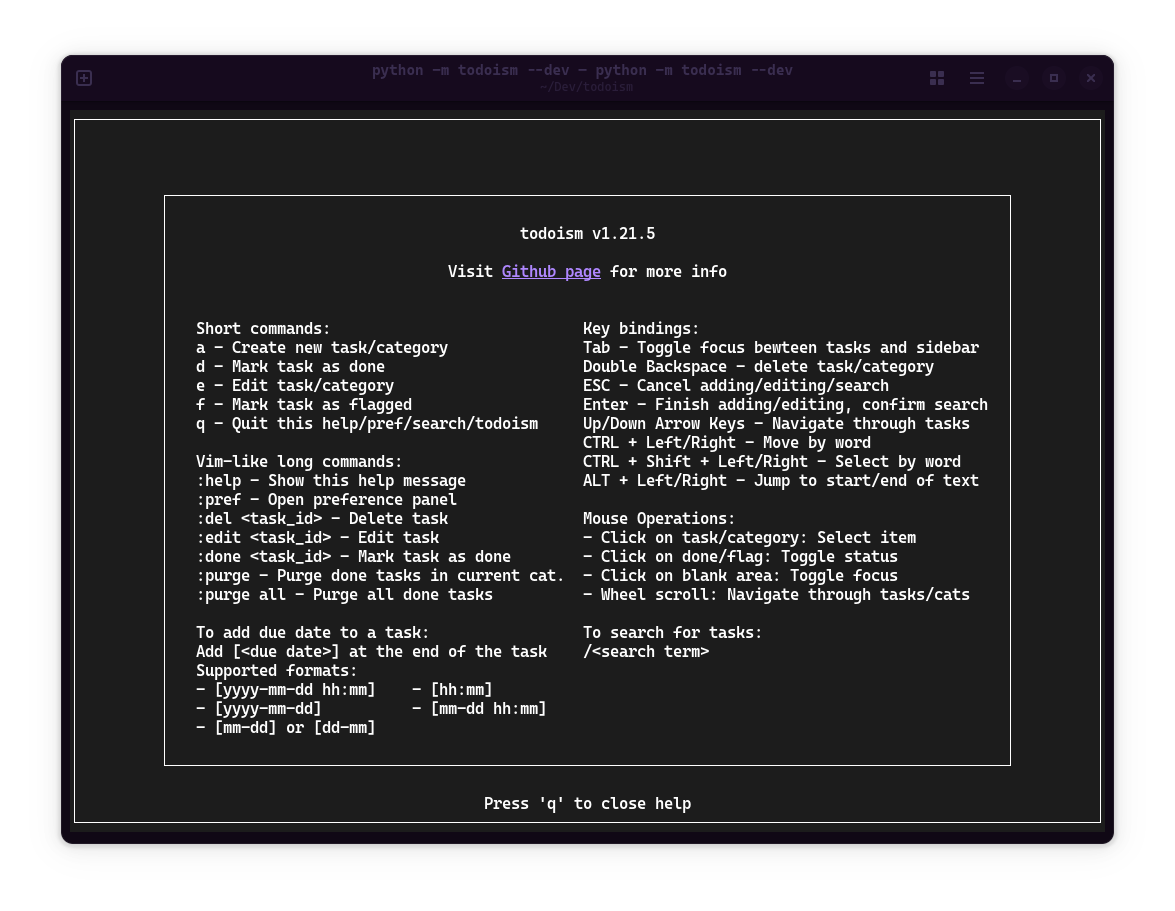 python -m todoism --dev — python -m todoism --dev
~/Dev/todoism
todoism v1.21.5
Visit Github page for more info
Short commands:
a - Create new task/category
d - Mark task as done
e - Edit task/category
f - Mark task as flagged
q - Quit this help/pref/search/todoism
Vim-like long commands:
:help - Show this help message
:pref - Open preference panel
:del <task_id> - Delete task
:edit <task_id> - Edit task
:done <task_id> - Mark task as done
:purge - Purge done tasks in current cat.
:purge all - Purge all done tasks
To add due date to a task:
Add [<due date>] at the end of the task
Supported formats:
- [yyyy-mm-dd hh:mm]    - [hh:mm]
- [yyyy-mm-dd]          - [mm-dd hh:mm]
- [mm-dd] or [dd-mm]
Key bindings:
Tab - Toggle focus bewteen tasks and sidebar
Double Backspace - delete task/category
ESC - Cancel adding/editing/search
Enter - Finish adding/editing, confirm search
Up/Down Arrow Keys - Navigate through tasks
CTRL + Left/Right - Move by word
CTRL + Shift + Left/Right - Select by word
ALT + Left/Right - Jump to start/end of text
Mouse Operations:
- Click on task/category: Select item
- Click on done/flag: Toggle status
- Click on blank area: Toggle focus
- Wheel scroll: Navigate through tasks/cats
To search for tasks:
/<search term>
Press 'q' to close help